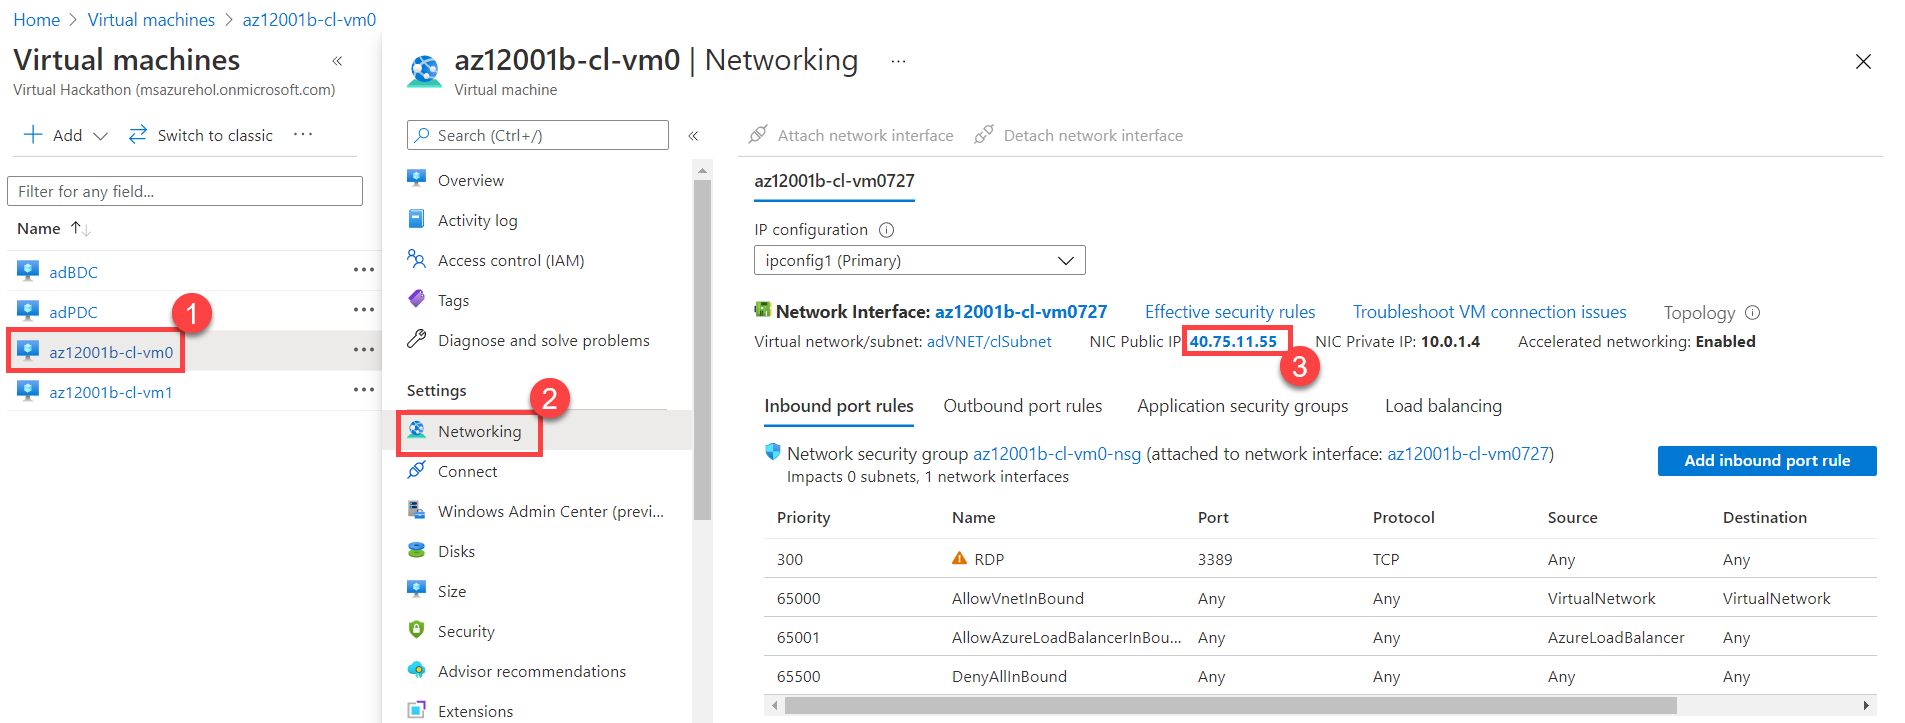 Home > Virtual machines > az12001b-cl-vm0
Virtual machines «
Virtual Hackathon (msazurehol.onmicrosoft.com)
+ Add Switch to classic ...
Filter for any field...
Name ↑↓
adBDC ...
adPDC ...
1
az12001b-cl-vm0 ...
az12001b-cl-vm1 ...
az12001b-cl-vm0 | Networking ...
Virtual machine
Search (Ctrl+/) «
Overview
Activity log
Access control (IAM)
Tags
Diagnose and solve problems
Settings
2
Networking
Connect
Windows Admin Center (previ...
Disks
Size
Security
Advisor recommendations
Extensions
Attach network interface Detach network interface
az12001b-cl-vm0727
IP configuration
ipconfig1 (Primary)
Network Interface: az12001b-cl-vm0727 Effective security rules Troubleshoot VM connection issues Topology
Virtual network/subnet: adVNET/clSubnet NIC Public IP 40.75.11.55 NIC Private IP: 10.0.1.4 Accelerated networking: Enabled
3
Inbound port rules Outbound port rules Application security groups Load balancing
Network security group az12001b-cl-vm0-nsg (attached to network interface: az12001b-cl-vm0727)
Impacts 0 subnets, 1 network interfaces
Add inbound port rule
Priority Name Port Protocol Source Destination
300 RDP 3389 TCP Any Any
65000 AllowVnetInBound Any Any VirtualNetwork VirtualNetwork
65001 AllowAzureLoadBalancerInBou... Any Any AzureLoadBalancer Any
65500 DenyAllInBound Any Any Any Any